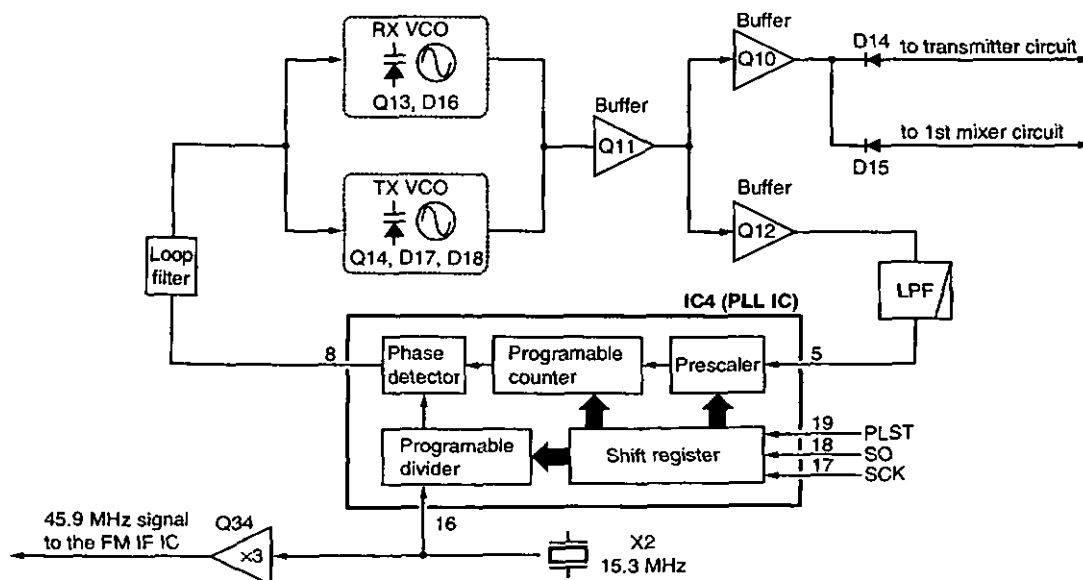 RX VCO
Q13, D16
TX VCO
Q14, D17, D18
Loop
filter
Buffer
Q11
Buffer
Q10
D14
to transmitter circuit
to 1st mixer circuit
D15
Buffer
Q12
LPF
IC4 (PLL IC)
8
Phase
detector
Programable
counter
Prescaler
5
Programable
divider
Shift register
19
PLST
18
SO
17
SCK
16
45.9 MHz signal
to the FM IF IC
Q34
x3
X2
15.3 MHz